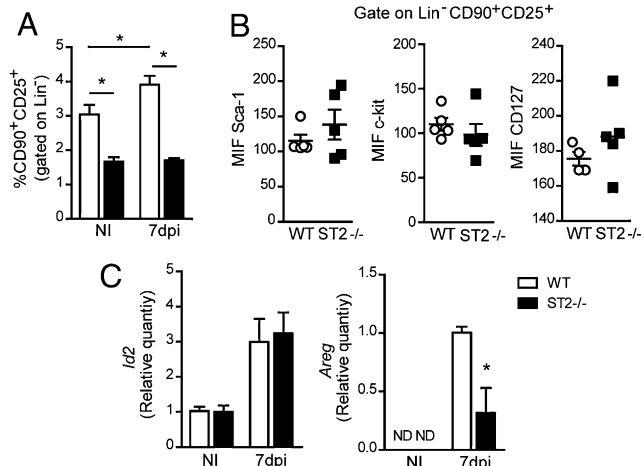 A
%CD90+CD25+
(gated on Lin-)
5
4
3
2
1
0
*
*
*
NI
7dpi
B
Gate on Lin-CD90+CD25+
MIF Sca-1
250
200
150
100
50
0
WT ST2-/-
MIF c-kit
200
150
100
50
0
WT ST2-/-
MIF CD127
220
200
180
160
140
WT ST2-/-
C
Id2
(Relative quantiy)
5
4
3
2
1
0
NI
7dpi
Areg
(Relative quantiy)
1.5
1.0
0.5
0.0
ND ND
*
NI
7dpi
WT
ST2-/-